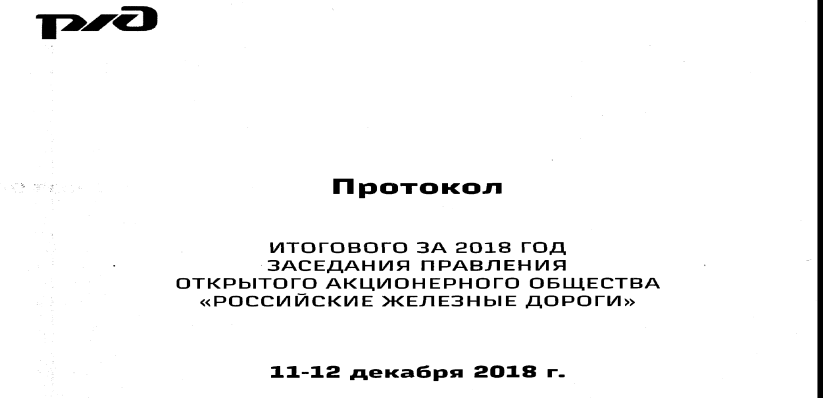 ржд
Протокол
ИТОГОВОГО ЗА 2018 ГОД
ЗАСЕДАНИЯ ПРАВЛЕНИЯ
ОТКРЫТОГО АКЦИОНЕРНОГО ОБЩЕСТВА
«РОССИЙСКИЕ ЖЕЛЕЗНЫЕ ДОРОГИ»
11-12 декабря 2018 г.